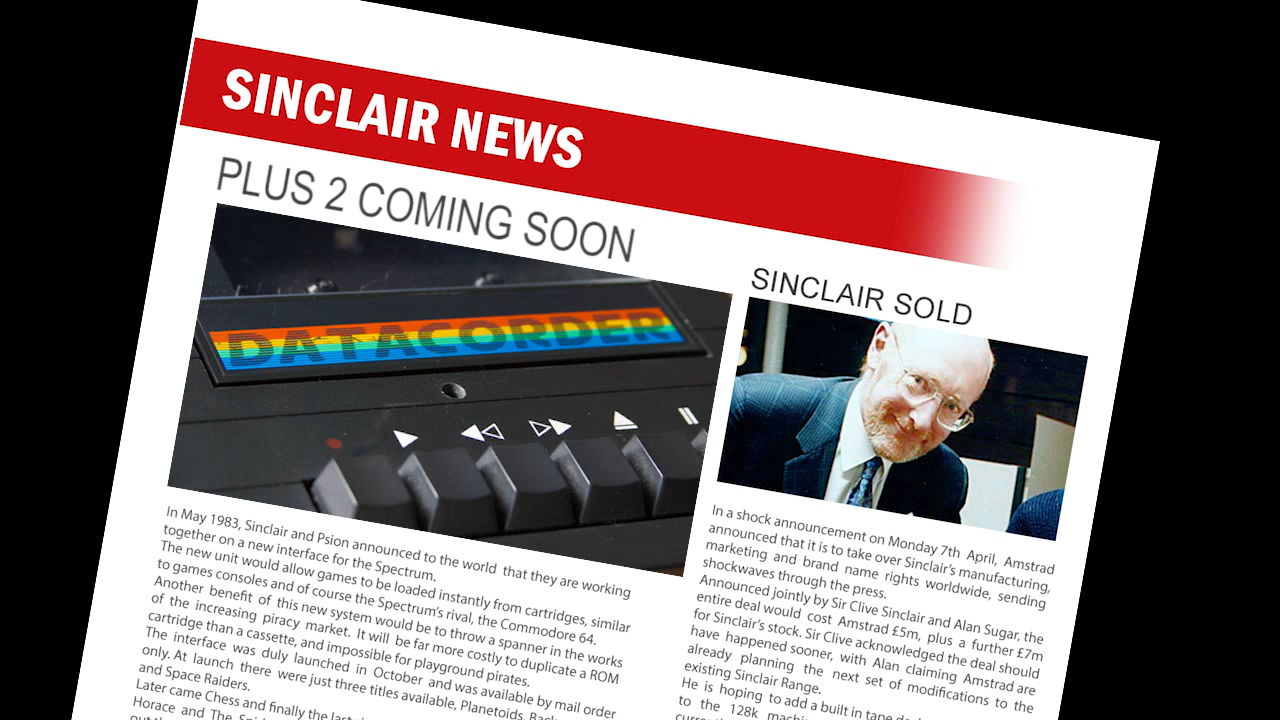 SINCLAIR NEWS
PLUS 2 COMING SOON
DATACORDER
In May 1983, Sinclair and Psion announced to the world that they are working
together on a new interface for the Spectrum.
The new unit would allow games to be loaded instantly from cartridges, similar
to games consoles and of course the Spectrum's rival, the Commodore 64.
Another benefit of this new system would be to throw a spanner in the works
of the increasing piracy market. It will be far more costly to duplicate a ROM
cartridge than a cassette, and impossible for playground pirates.
The interface was duly launched in October and was available by mail order
only. At launch there were just three titles available, Planetoids,
and Space Raiders.
Later came Chess and finally the last
Horace and The
SINCLAIR SOLD
In a shock announcement on Monday 7th April, Amstrad
announced that it is to take over Sinclair's manufacturing,
marketing and brand name rights worldwide, sending
shockwaves through the press.
Announced jointly by Sir Clive Sinclair and Alan Sugar, the
entire deal would cost Amstrad £5m, plus a further £7m
for Sinclair's stock. Sir Clive acknowledged the deal should
have happened sooner, with Alan claiming Amstrad are
already planning the next set of modifications to the
existing Sinclair Range.
He is hoping to add a built in tape
to the 128k